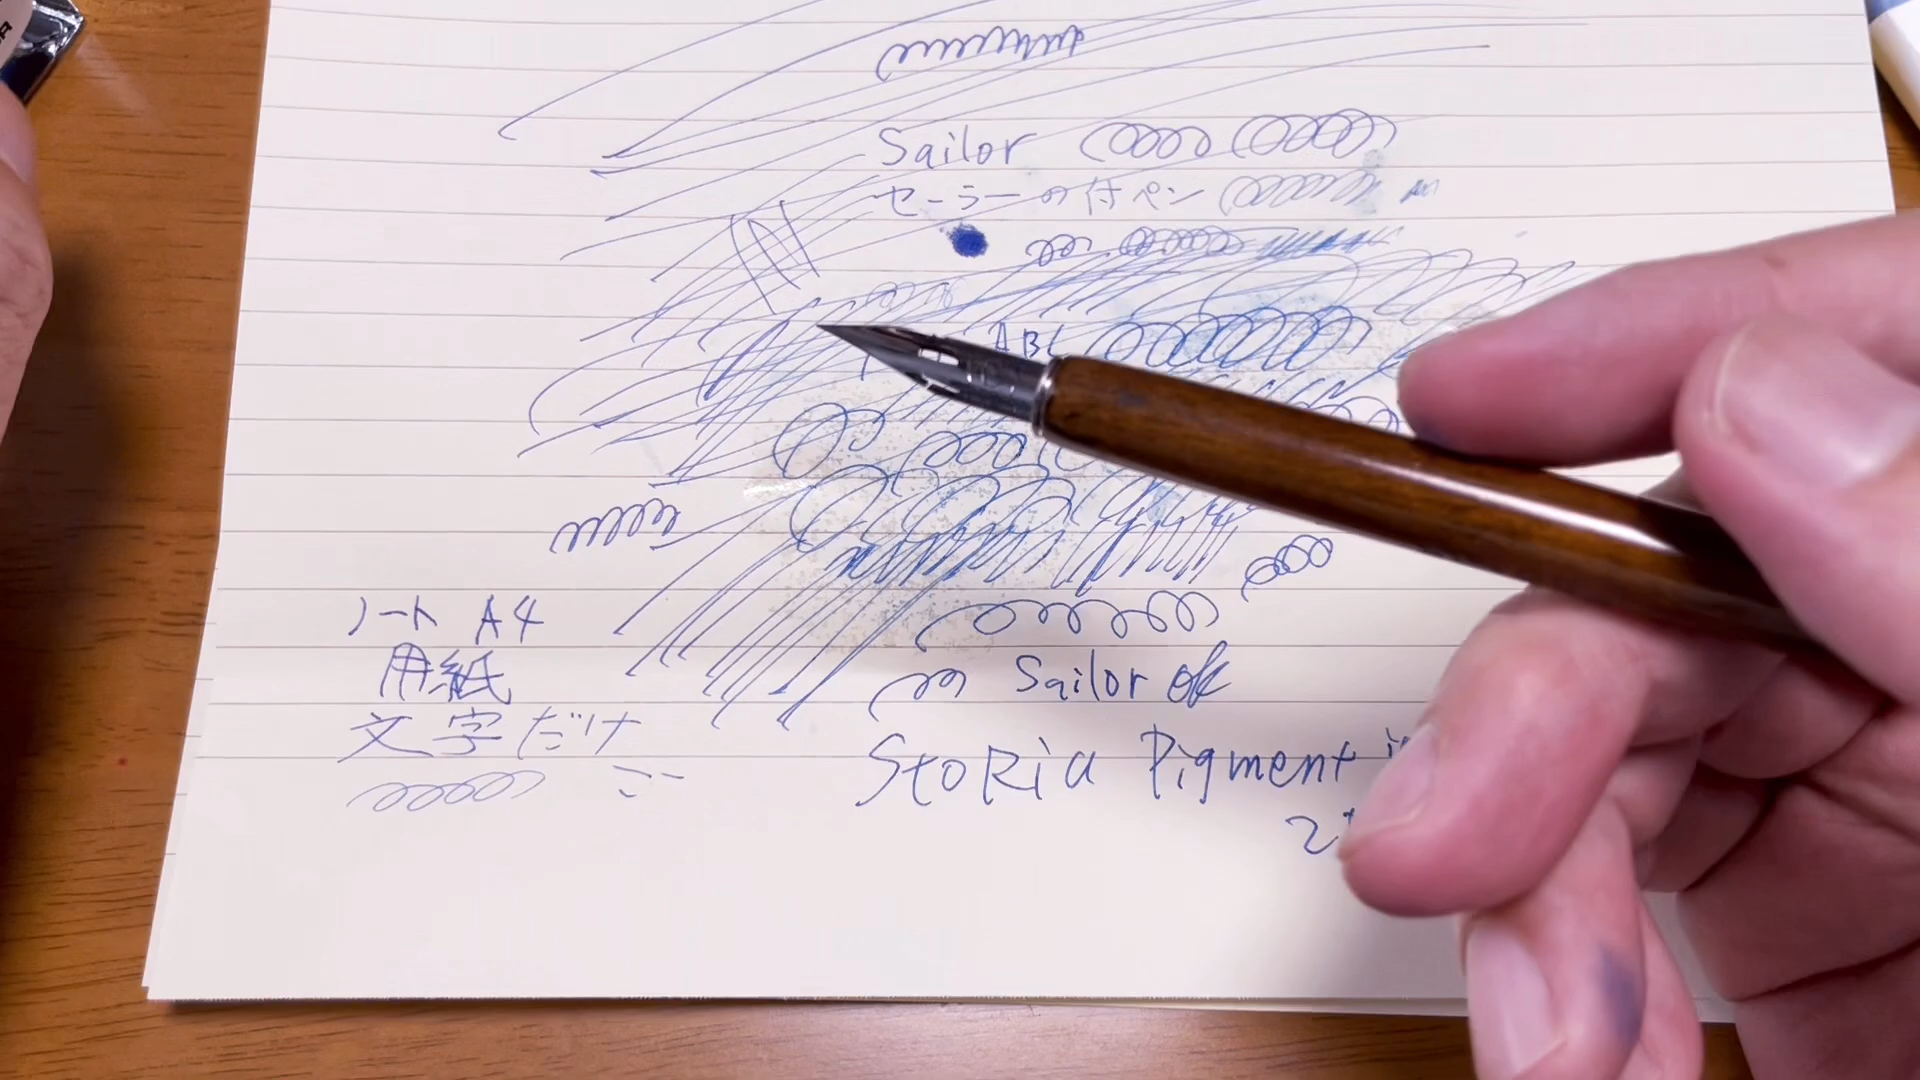 Sailor
セーラーの付ペン
ABC
ノート A4
用紙
文字だけ
Sailor ok
StoRia Pigment